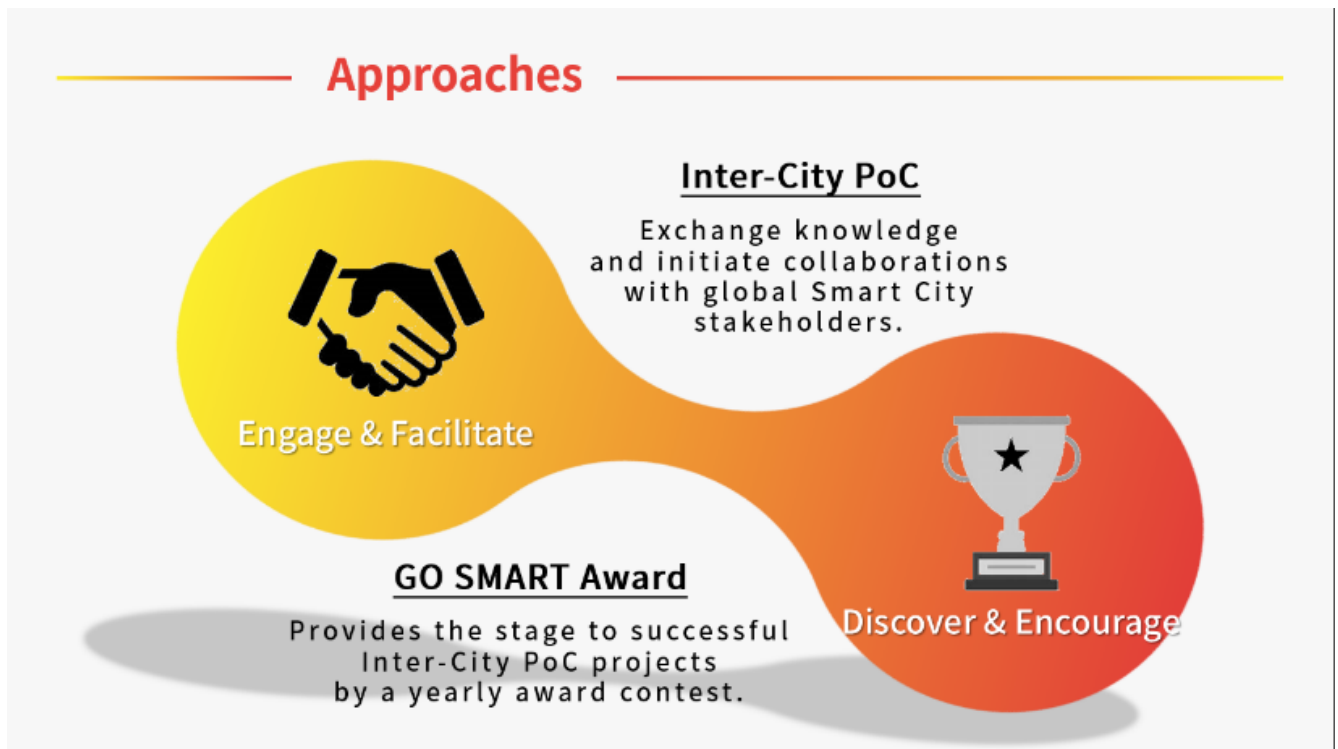 Approaches
Inter-City PoC
Exchange knowledge
and initiate collaborations
with global Smart City
stakeholders.
Engage & Facilitate
GO SMART Award
Provides the stage to successful
Inter-City PoC projects
by a yearly award contest.
Discover & Encourage